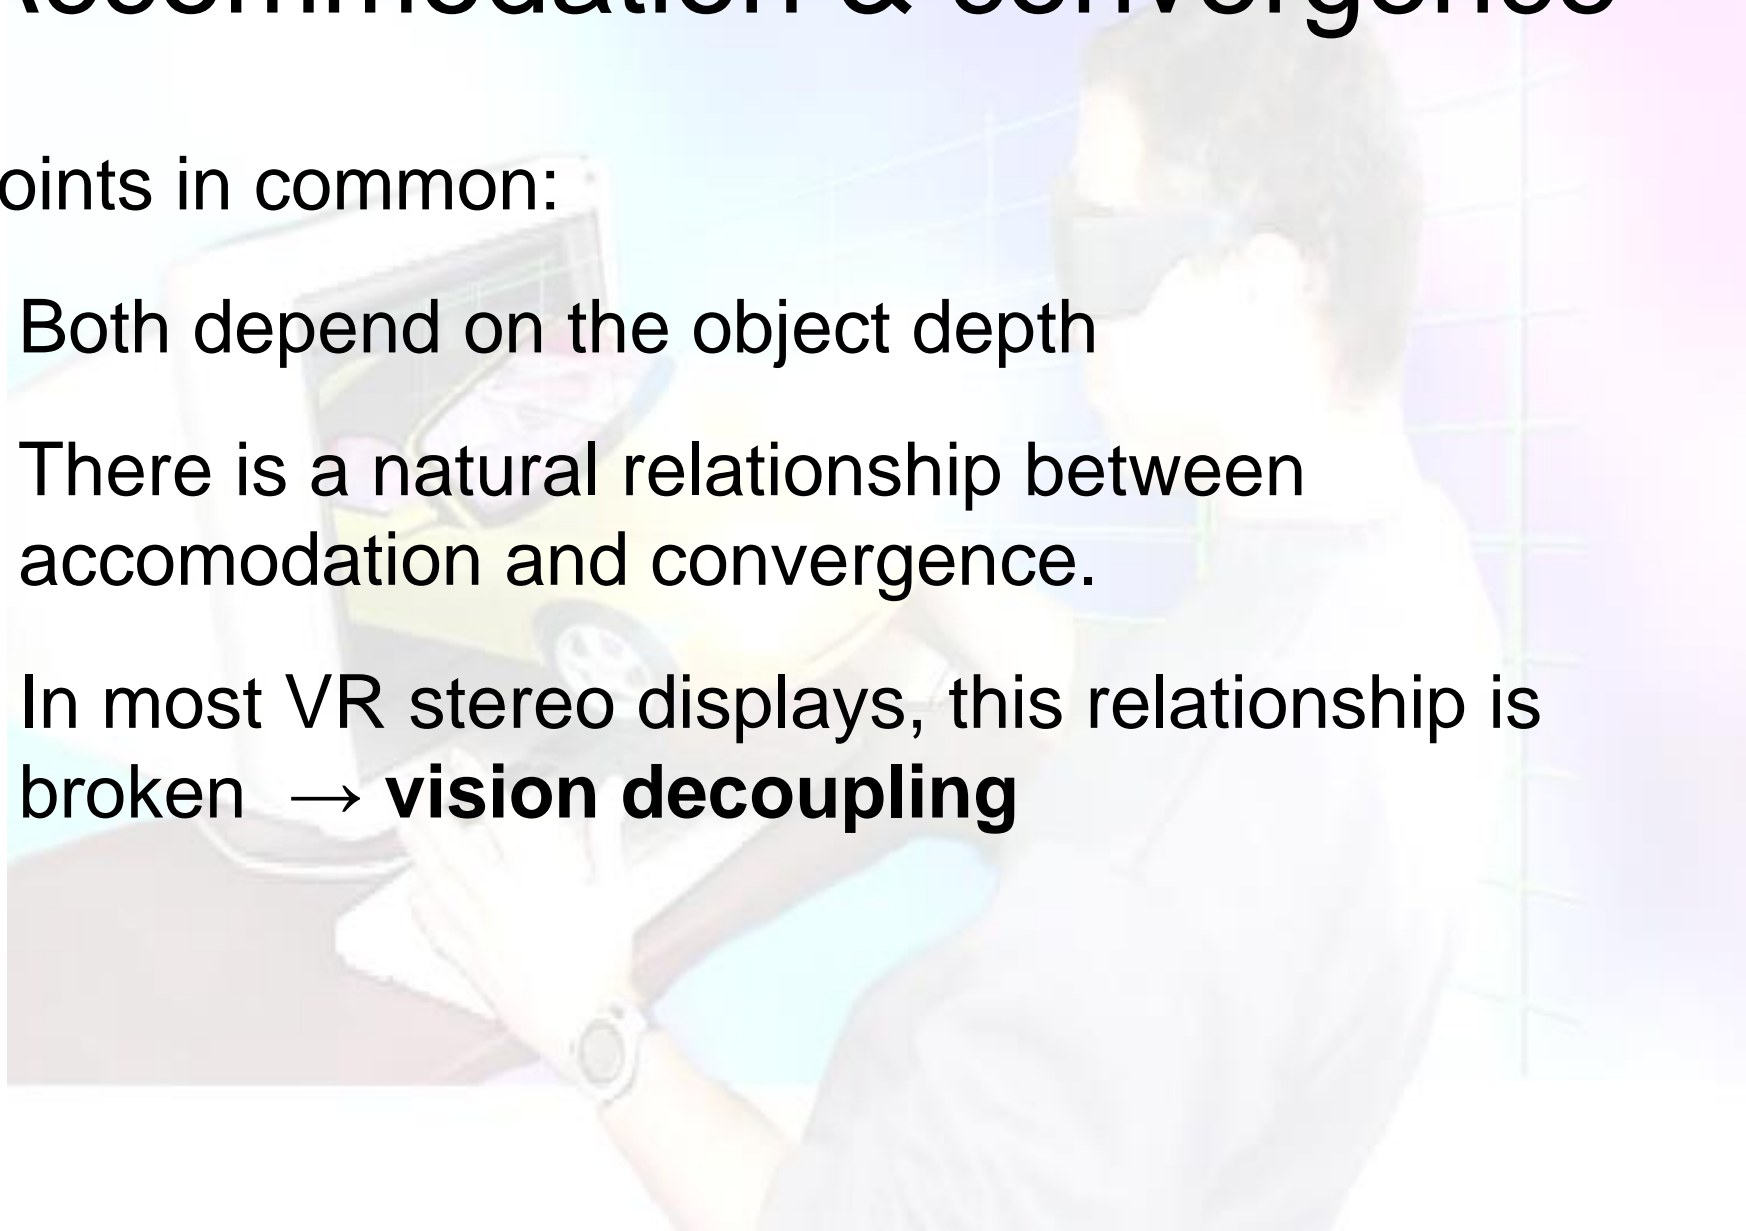 Accommodation & convergence
oints in common:
Both depend on the object depth
There is a natural relationship between
accomodation and convergence.
In most VR stereo displays, this relationship is
broken → vision decoupling